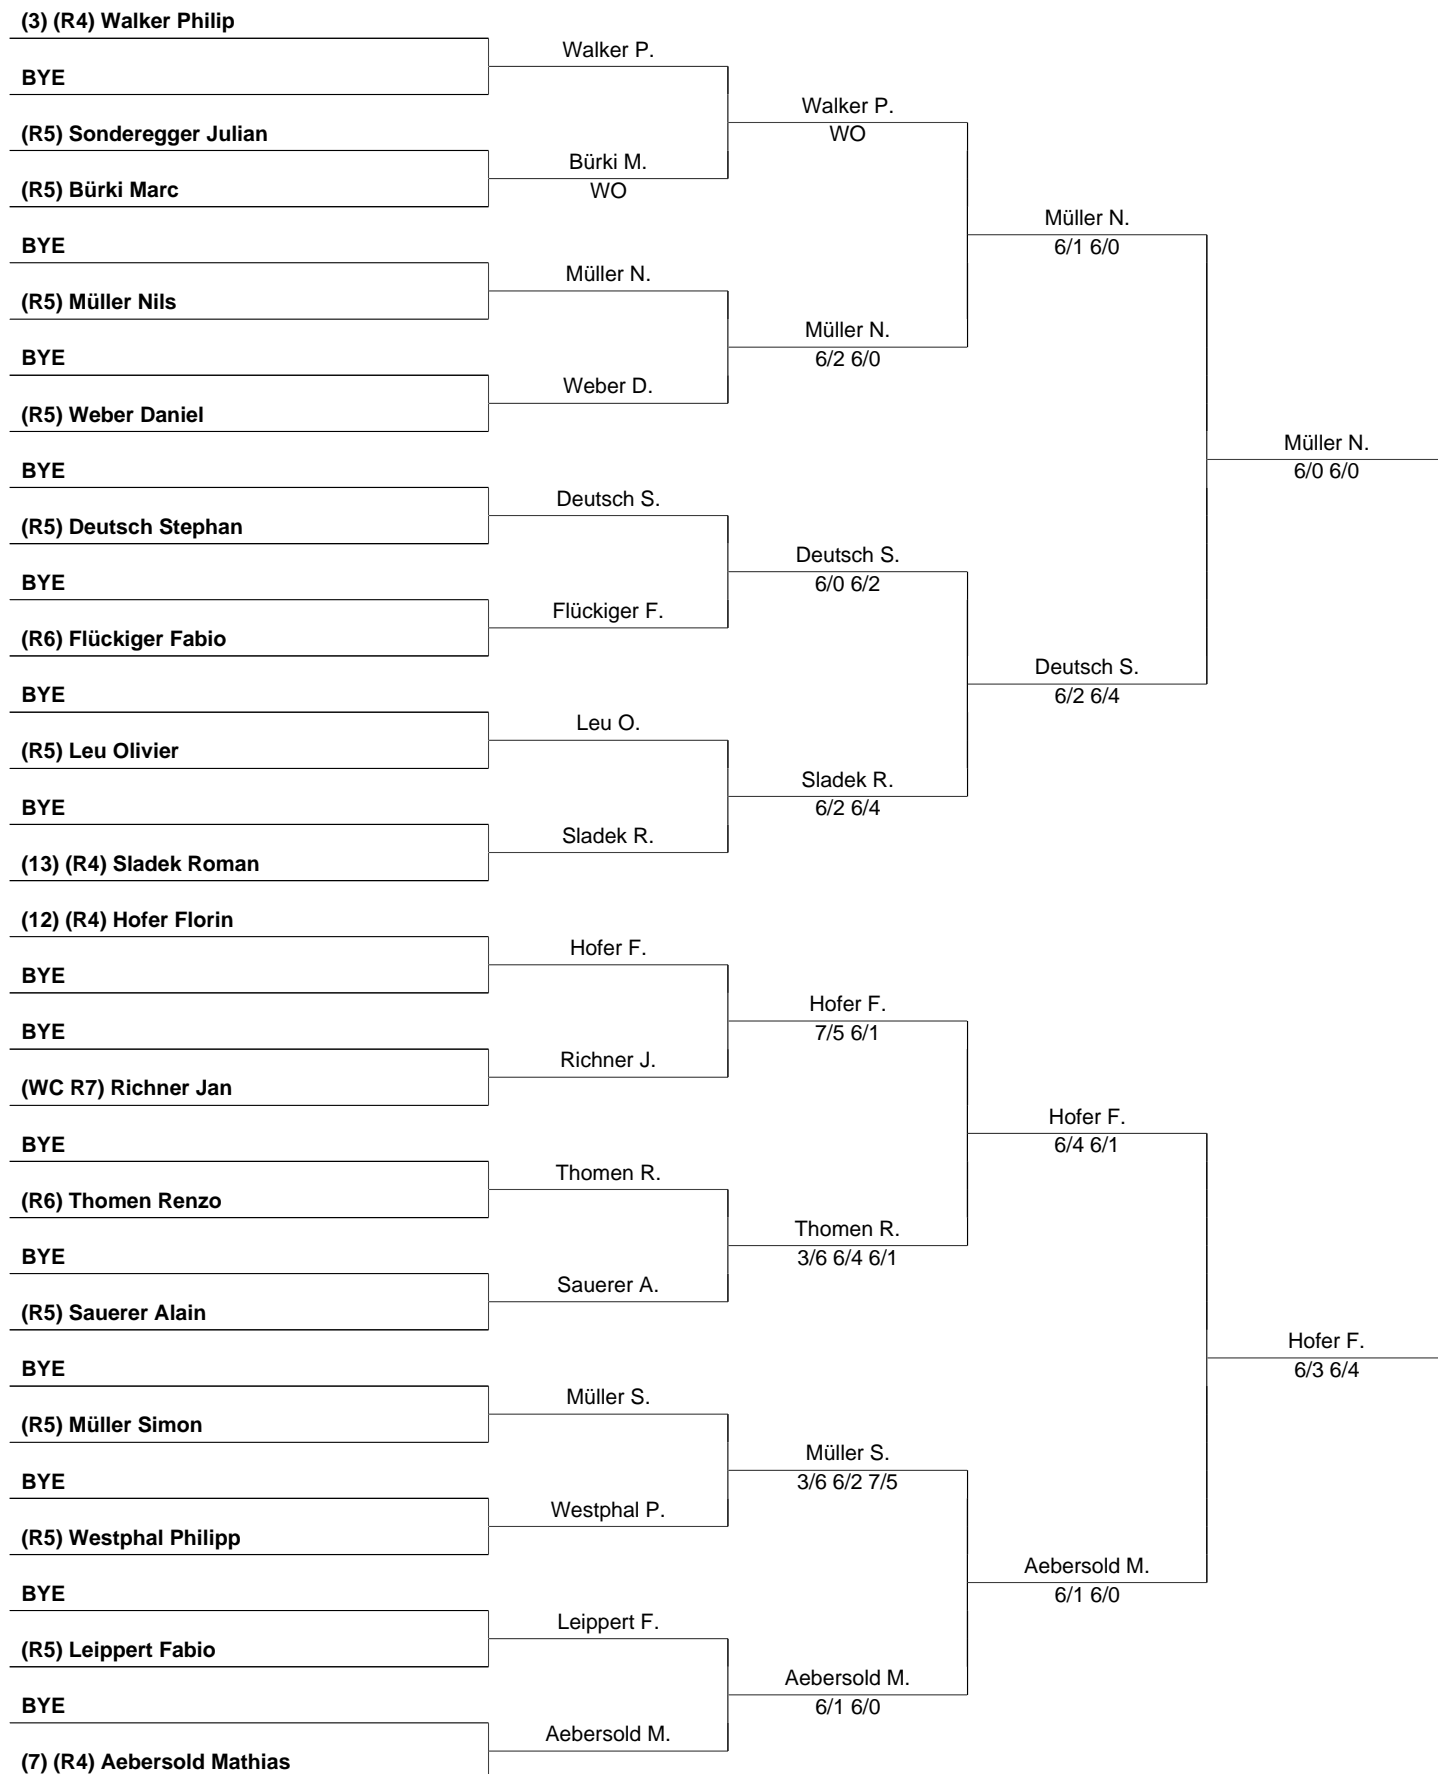 (3) (R4) Walker Philip
BYE
(R5) Sonderegger Julian
(R5) Bürki Marc
BYE
(R5) Müller Nils
BYE
(R5) Weber Daniel
BYE
(R5) Deutsch Stephan
BYE
(R6) Flückiger Fabio
BYE
(R5) Leu Olivier
BYE
(13) (R4) Sladek Roman
(12) (R4) Hofer Florin
BYE
BYE
(WC R7) Richner Jan
BYE
(R6) Thomen Renzo
BYE
(R5) Sauerer Alain
BYE
(R5) Müller Simon
BYE
(R5) Westphal Philipp
BYE
(R5) Leippert Fabio
BYE
(7) (R4) Aebersold Mathias
Walker P.
Bürki M.
WO
Müller N.
Weber D.
Deutsch S.
Flückiger F.
Leu O.
Sladek R.
Hofer F.
Richner J.
Thomen R.
Sauerer A.
Müller S.
Westphal P.
Leippert F.
Aebersold M.
Walker P.
WO
Müller N.
6/2 6/0
Deutsch S.
6/0 6/2
Sladek R.
6/2 6/4
Hofer F.
7/5 6/1
Thomen R.
3/6 6/4 6/1
Müller S.
3/6 6/2 7/5
Aebersold M.
6/1 6/0
Müller N.
6/1 6/0
Deutsch S.
6/2 6/4
Hofer F.
6/4 6/1
Aebersold M.
6/1 6/0
Müller N.
6/0 6/0
Hofer F.
6/3 6/4